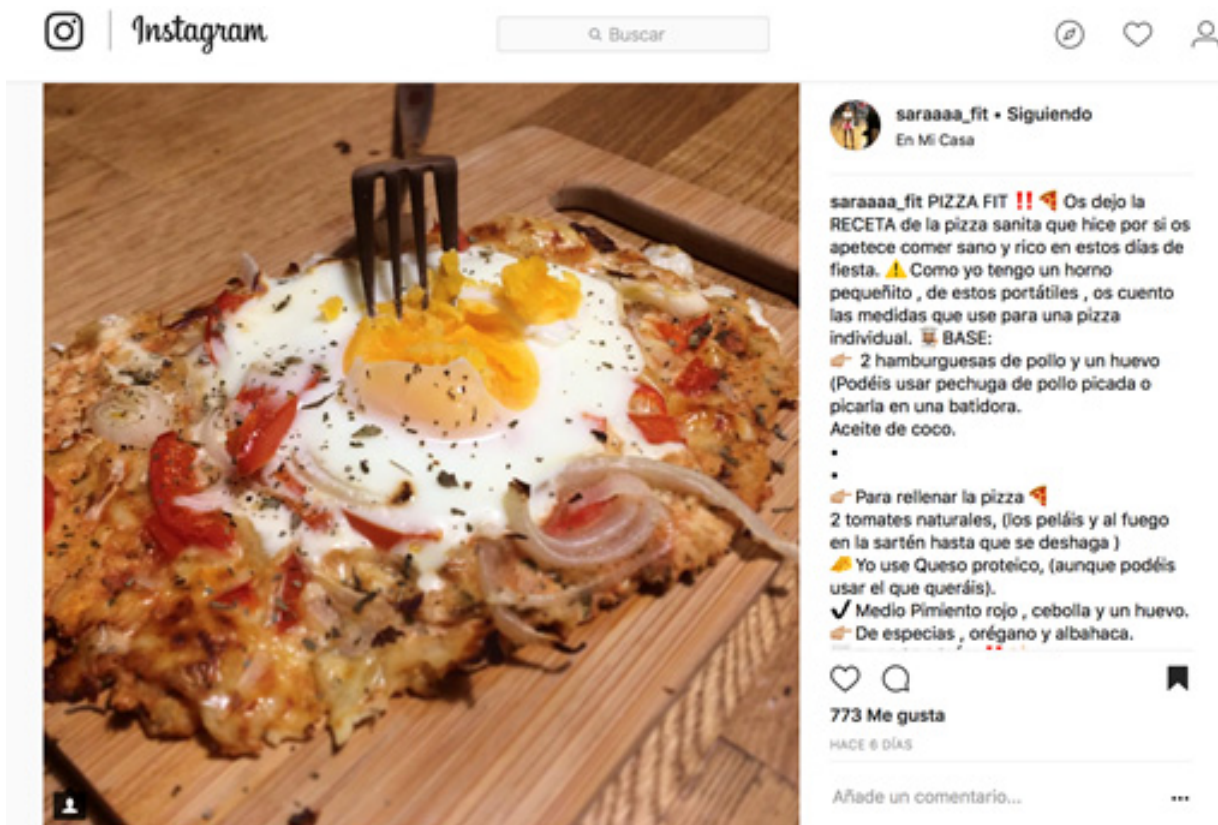 Instagram
Buscar
saraaaa_fit • Siguiendo
En Mi Casa
saraaaa_fit PIZZA FIT ‼️ 🍕 Os dejo la
RECETA de la pizza sanita que hice por si os
apetece comer sano y rico en estos días de
fiesta. ⚠️ Como yo tengo un horno
pequeñito , de estos portátiles , os cuento
las medidas que use para una pizza
individual. BASE:
👉🏼 2 hamburguesas de pollo y un huevo
(Podéis usar pechuga de pollo picada o
picarla en una batidora.
Aceite de coco.
•
•
👉🏼 Para rellenar la pizza 🍕
2 tomates naturales, (los peláis y al fuego
en la sartén hasta que se deshaga )
🧀 Yo use Queso proteico, (aunque podéis
usar el que queráis).
✔️ Medio Pimiento rojo , cebolla y un huevo.
👉🏼 De especias , orégano y albahaca.
773 Me gusta
HACE 6 DÍAS
Añade un comentario...